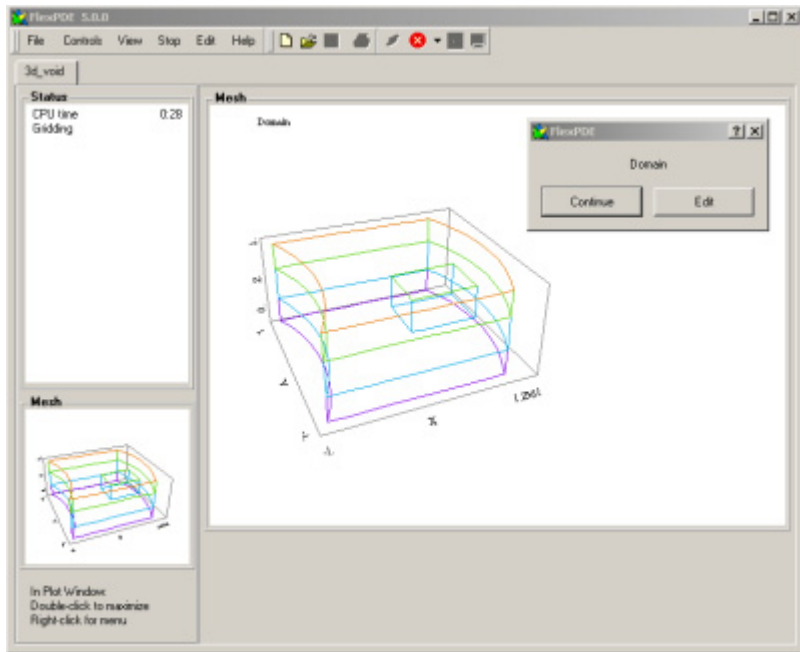 FlexPDE 5.0.0
File Controls View Stop Edit Help
3d_void
Status
CPU time 0:28
Gridding
Mesh
Domain
FlexPDE
Domain
Continue Edit
Z
X
Mesh
In Plot Window:
Double-click to maximize
Right-click for menu